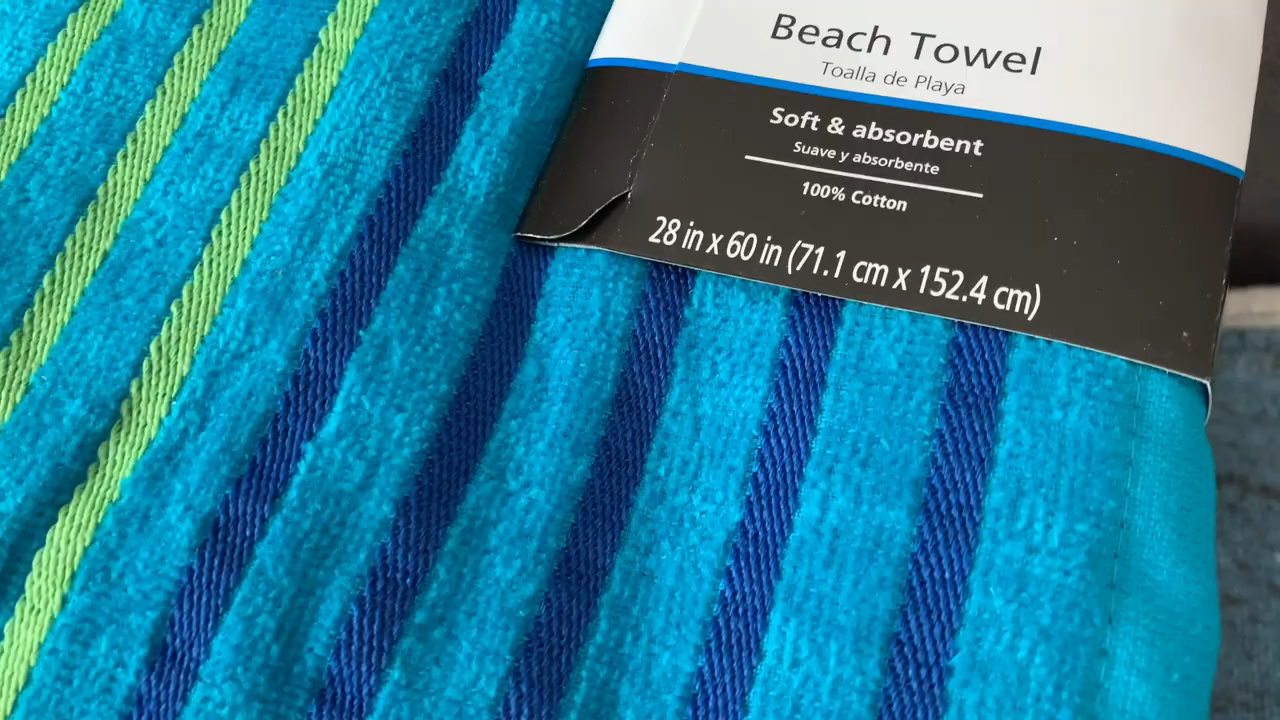 Beach Towel
Toalla de Playa
Soft & absorbent
Suave y absorbente
100% Cotton
28 in x 60 in (71.1 cm x 152.4 cm)